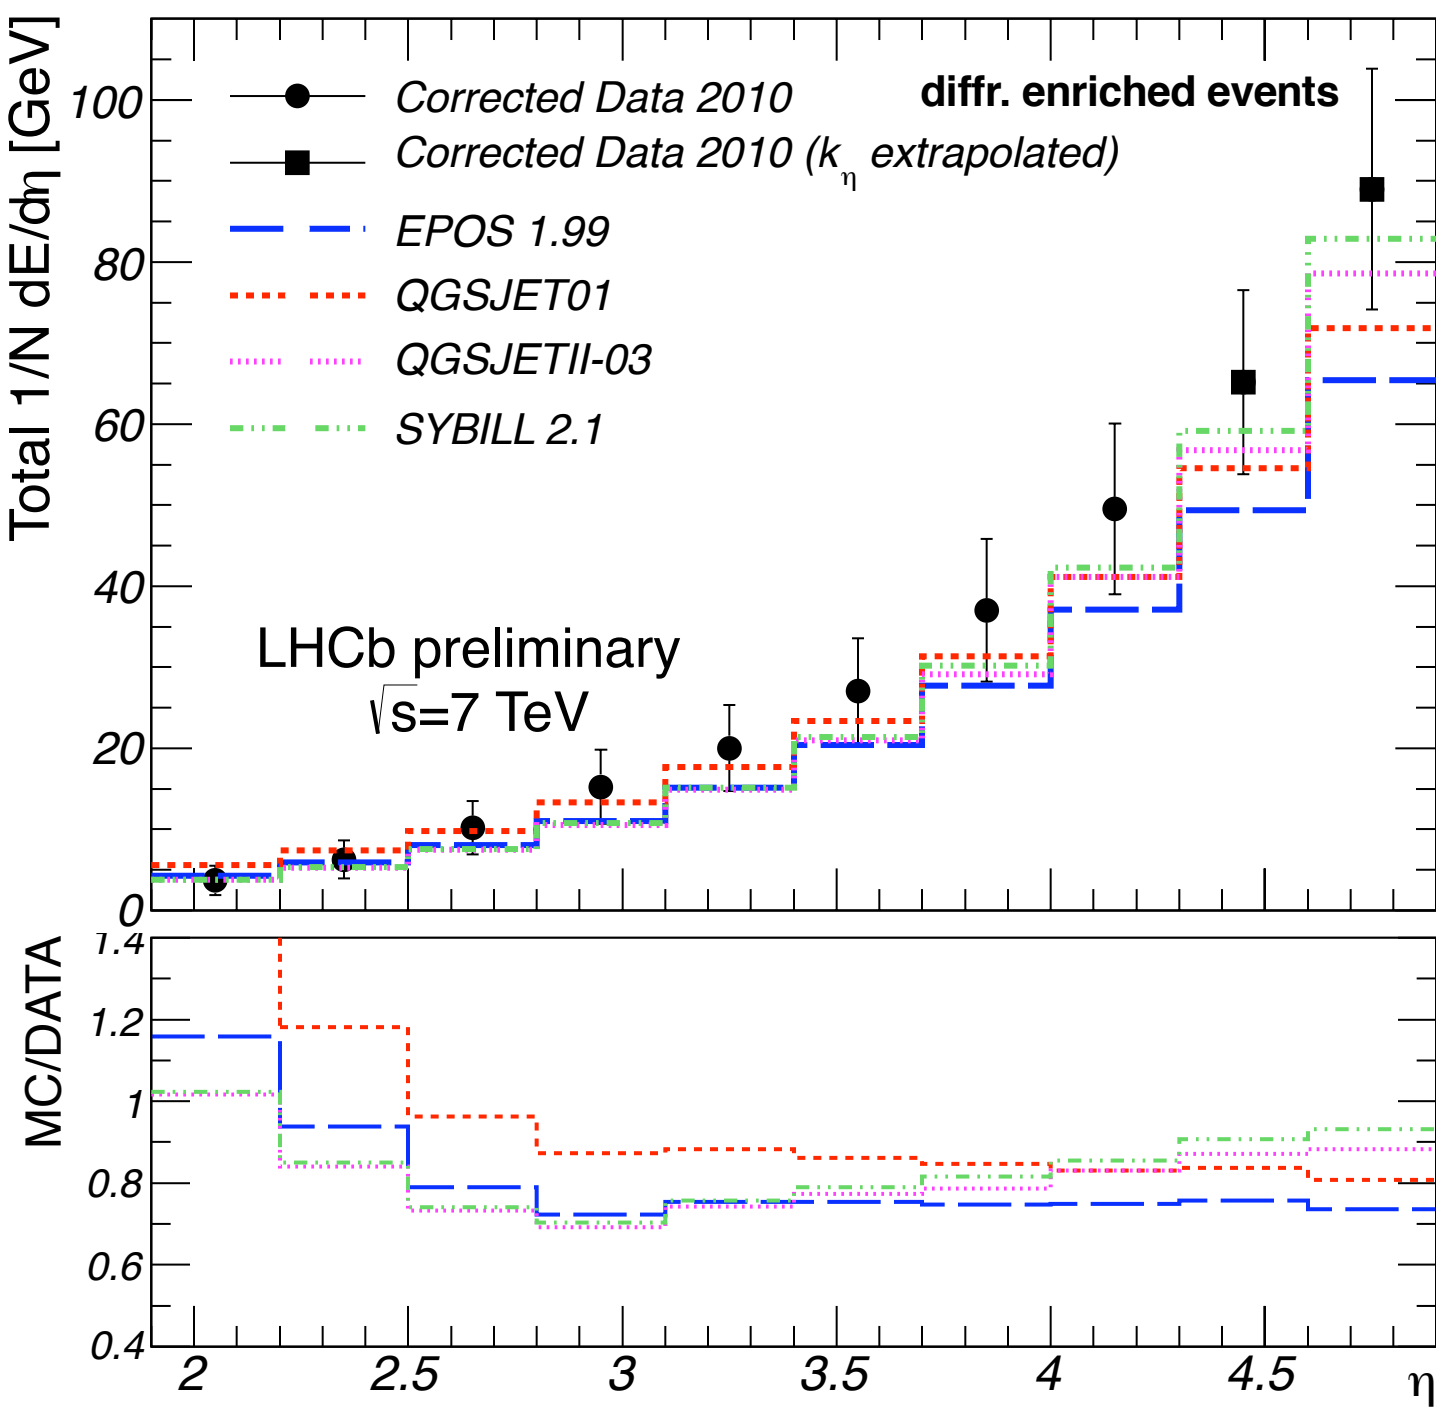 Total 1/N dE/dη [GeV]
100
80
60
40
20
0
Corrected Data 2010
Corrected Data 2010 (kη extrapolated)
EPOS 1.99
QGSJET01
QGSJETII-03
SYBILL 2.1
diffr. enriched events
LHCb preliminary
√s=7 TeV
MC/DATA
1.4
1.2
1
0.8
0.6
0.4
2 2.5 3 3.5 4 4.5 η